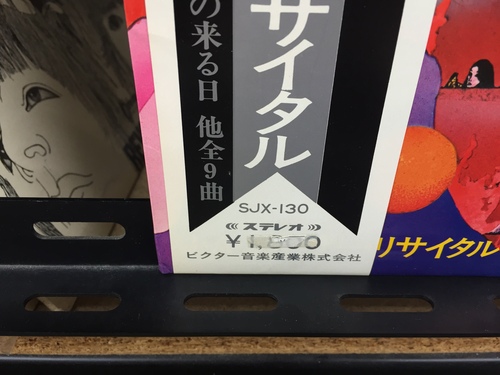 サイタル
の来る日 他全9曲
SJX-130
ステレオ
ビクター音楽産業株式会社
リサイタル